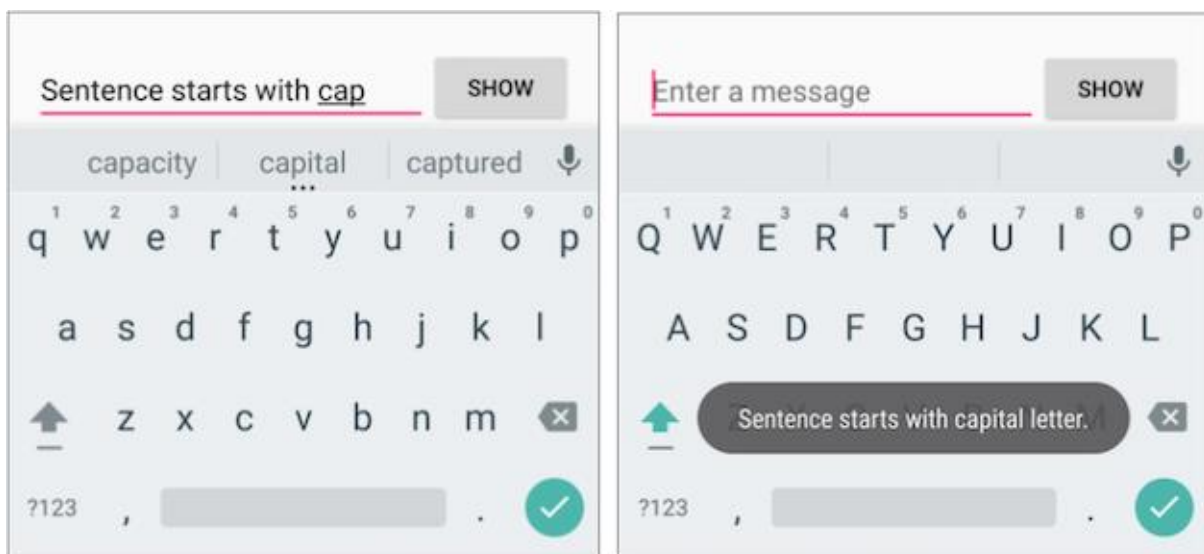 Sentence starts with cap SHOW
capacity capital captured
1 2 3 4 5 6 7 8 9 0
q w e r t y u i o p
a s d f g h j k l
z x c v b n m
?123 , .
Enter a message SHOW
1 2 3 4 5 6 7 8 9 0
Q W E R T Y U I O P
A S D F G H J K L
Sentence starts with capital letter.
?123 , .